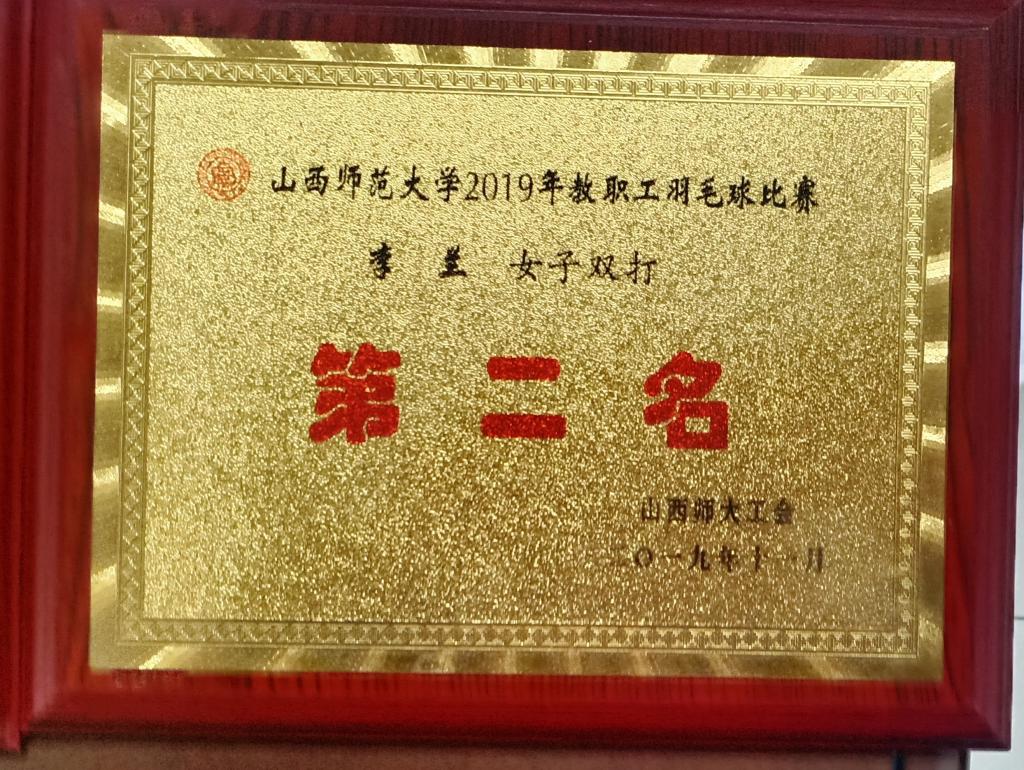 山西师范大学2019年教职工羽毛球比赛
李 兰 女子双打
第二名
山西师大工会
二〇一九年十一月